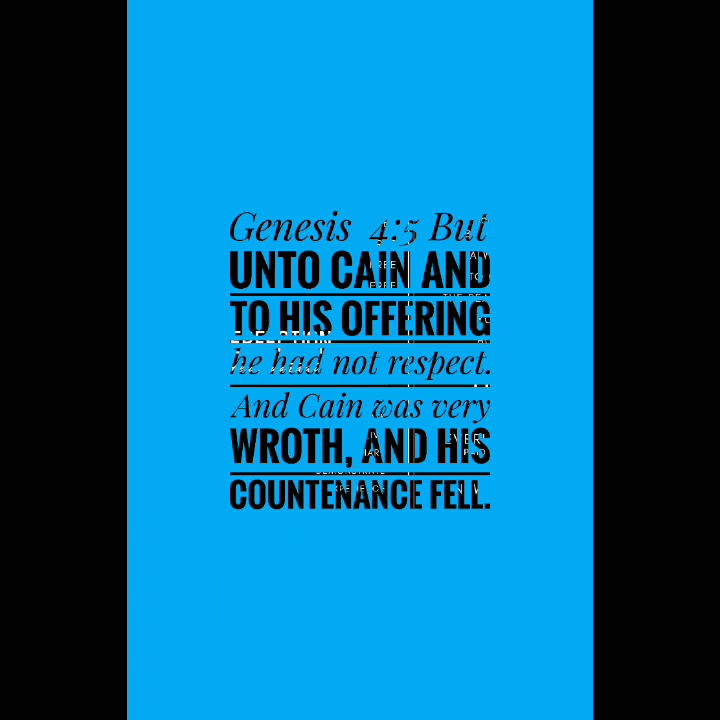 Genesis 4:5 But
UNTO CAIN AND
TO HIS OFFERING
he had not respect.
And Cain was very
WROTH, AND HIS
COUNTENANCE FELL.